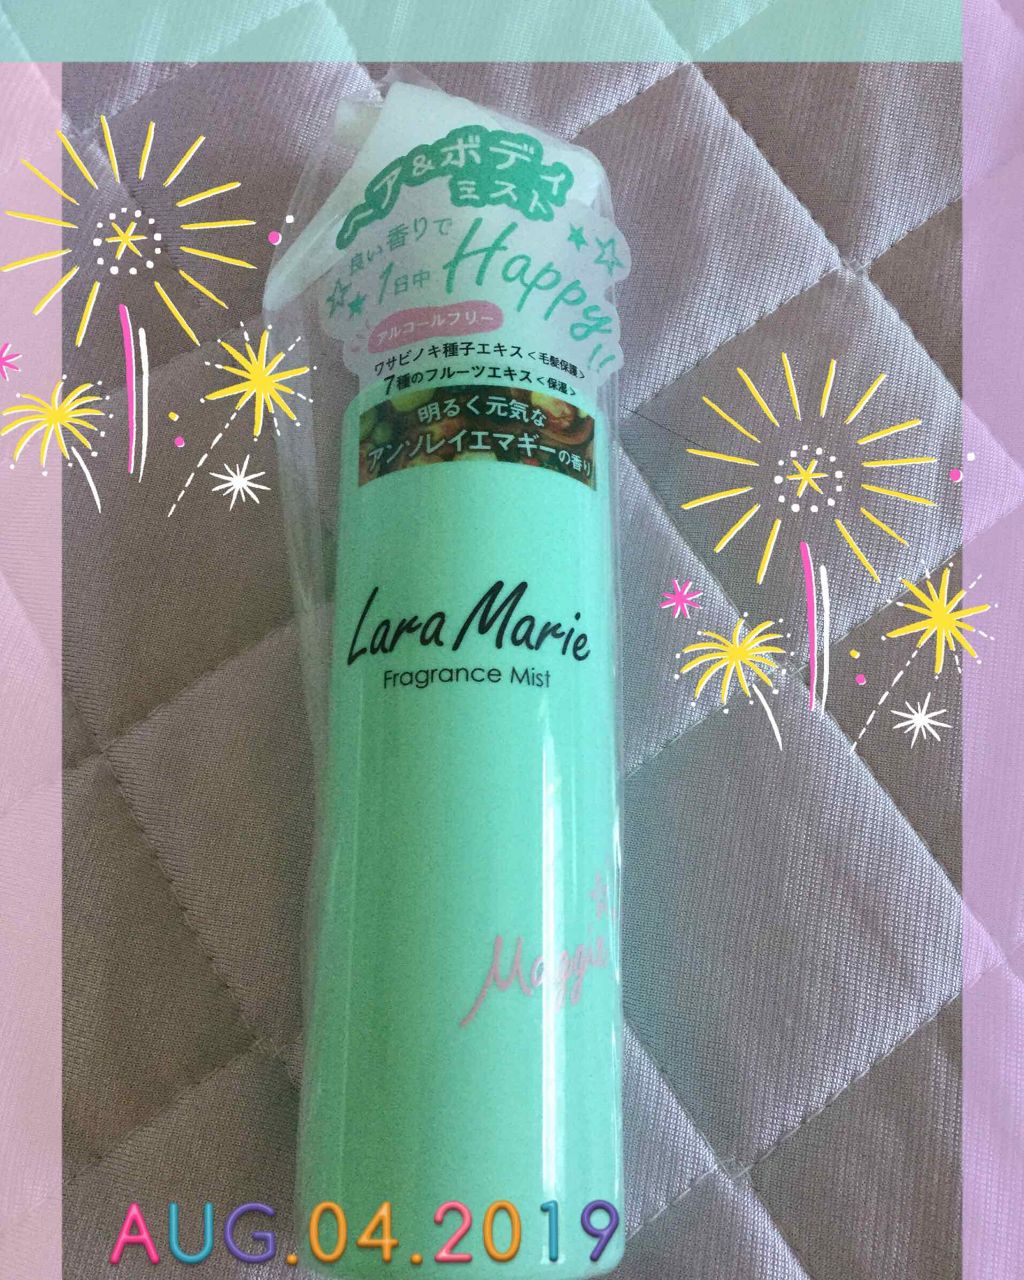 ヘア&ボディ
ミスト
良い香りで
1日中 Happy!!
アルコールフリー
ワサビノキ種子エキス<毛髪保護>
7種のフルーツエキス<保湿>
明るく元気な
アンソレイエマギーの香り
Lara Marie
Fragrance Mist
Maggie
AUG.04.2019